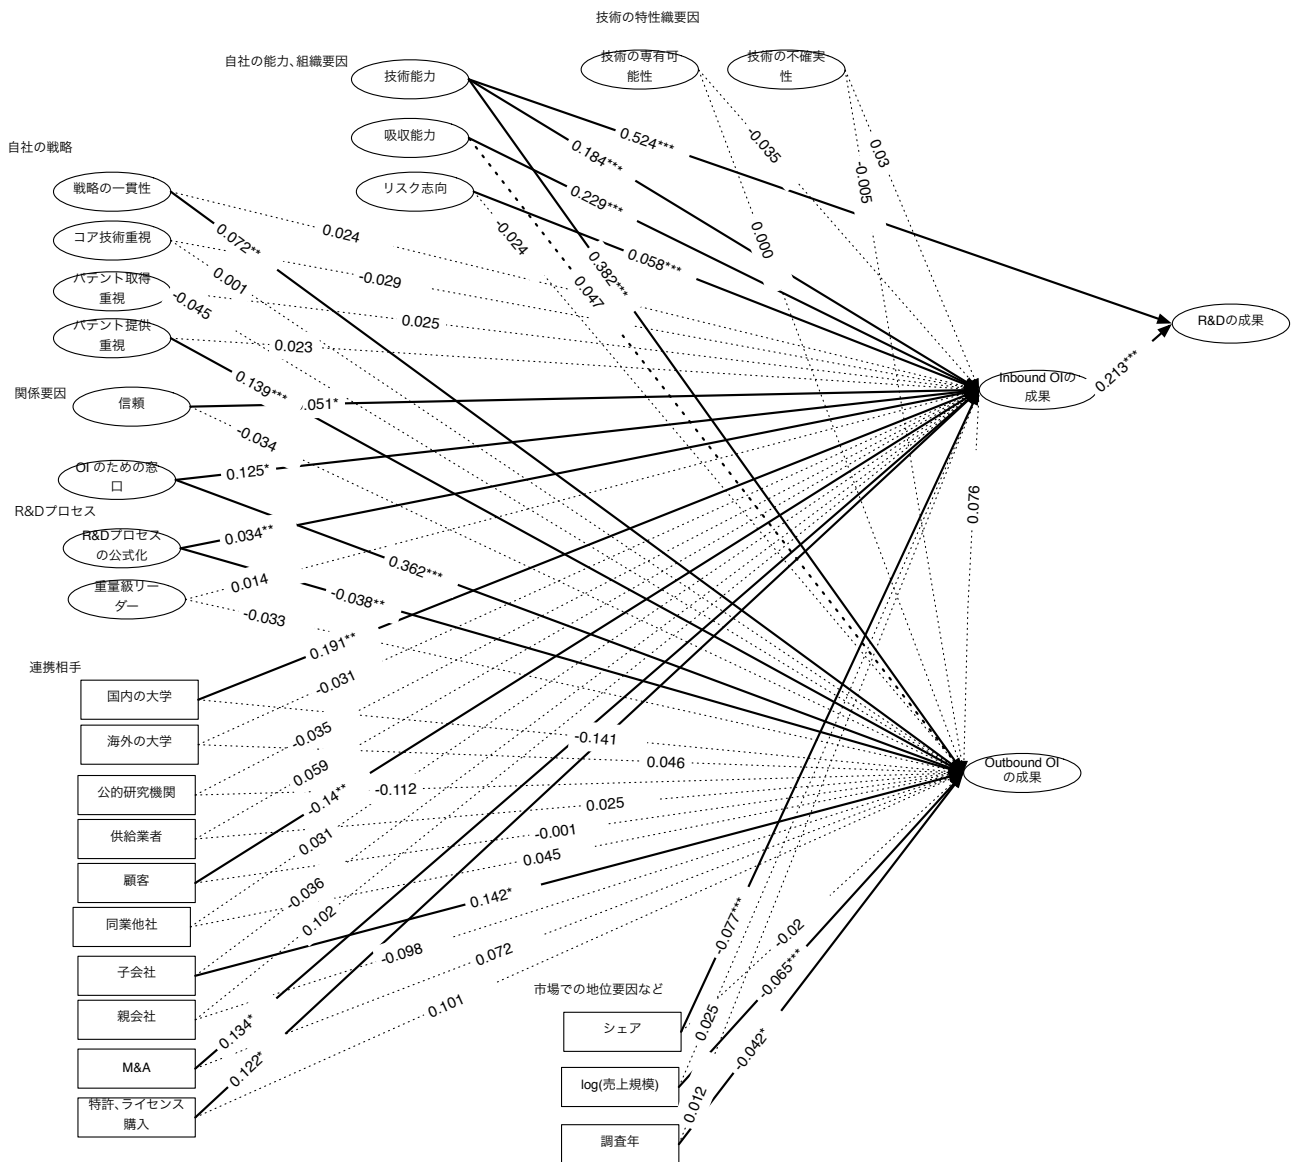 技術の特性織要因
技術の専有可
能性
技術の不確実
性
自社の能力、組織要因
技術能力
吸収能力
リスク志向
自社の戦略
戦略の一貫性
コア技術重視
パテント取得
重視
パテント提供
重視
関係要因
信頼
OI のための窓
口
R&Dプロセス
R&Dプロセス
の公式化
重量級リー
ダー
連携相手
国内の大学
海外の大学
公的研究機関
供給業者
顧客
同業他社
子会社
親会社
M&A
特許、ライセンス
購入
市場での地位要因など
シェア
log(売上規模)
調査年
R&Dの成果
Inbound OIの
成果
Outbound OI
の成果
0.524***
0.184***
0.229***
0.058***
-0.035
0.03
-0.005
0.000
-0.024
0.382***
0.047
0.072**
0.024
0.001
-0.029
-0.045
0.025
0.023
0.139***
.051*
-0.034
0.125*
0.034**
0.362***
0.014
-0.038**
-0.033
0.213***
0.076
0.191**
-0.031
-0.035
0.059
-0.14**
0.031
-0.036
0.102
0.134*
0.122*
-0.141
0.046
-0.112
0.025
-0.001
0.045
0.142*
-0.098
0.072
0.101
-0.077***
-0.02
-0.065***
0.025
-0.042*
0.012